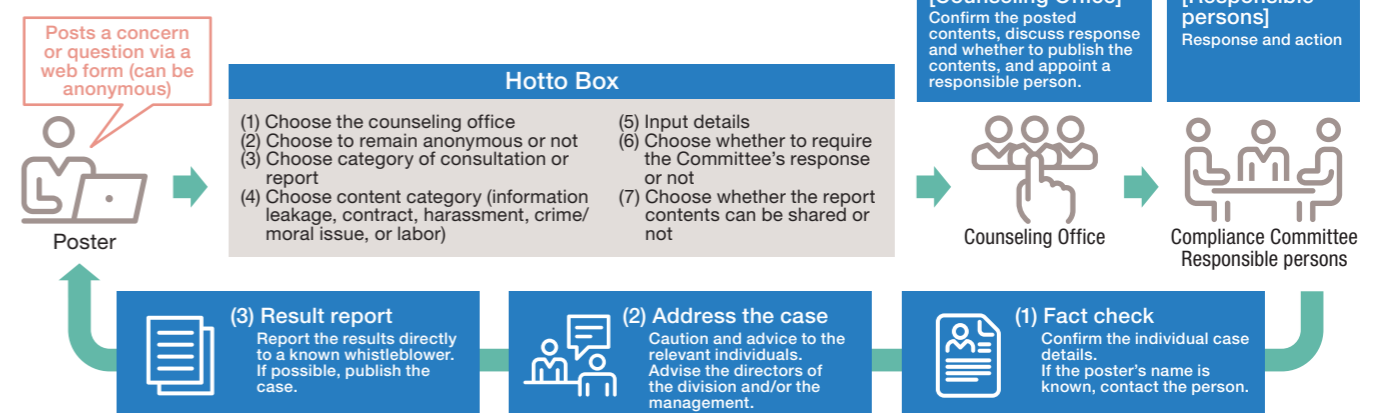 [Counseling Office]
Confirm the posted
contents, discuss response
and whether to publish the
contents, and appoint a
responsible person.
[Responsible
persons]
Response and action
Posts a concern
or question via a
web form (can be
anonymous)
Hotto Box
(1) Choose the counseling office
(2) Choose to remain anonymous or not
(3) Choose category of consultation or
report
(4) Choose content category (information
leakage, contract, harassment, crime/
moral issue, or labor)
(5) Input details
(6) Choose whether to require
the Committee’s response
or not
(7) Choose whether the report
contents can be shared or
not
Poster
Counseling Office
Compliance Committee
Responsible persons
(3) Result report
Report the results directly
to a known whistleblower.
If possible, publish the
case.
(2) Address the case
Caution and advice to the
relevant individuals.
Advise the directors of
the division and/or the
management.
(1) Fact check
Confirm the individual case
details.
If the poster’s name is
known, contact the person.